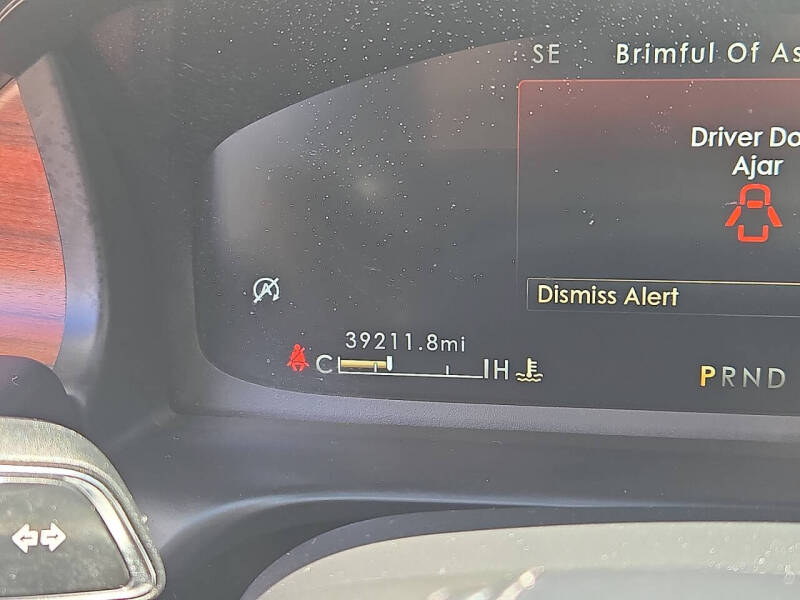 SE Brimful Of As
Driver Do
Ajar
Dismiss Alert
39211.8mi
C H
PRND